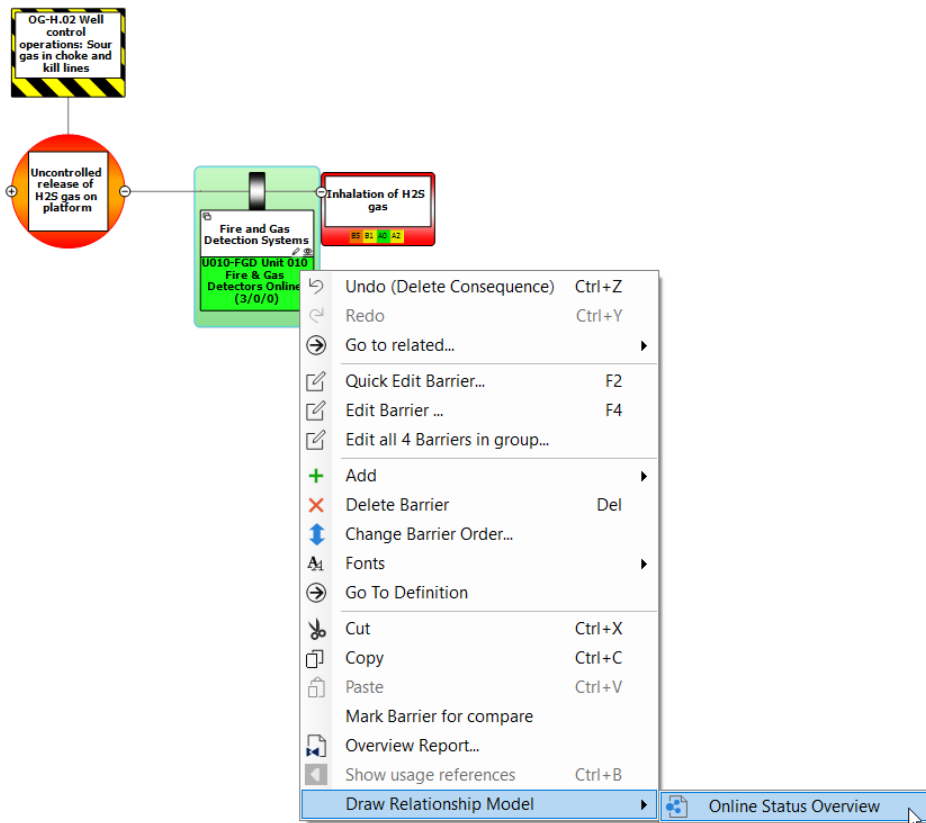 OG-H.02 Well
control
operations: Sour
gas in choke and
kill lines
Uncontrolled
release of
H2S gas on
platform
Fire and Gas
Detection Systems
U010-FGD Unit 010
Fire & Gas
Detectors Online
(3/0/0)
Inhalation of H2S
gas
B5 B1 A0 A2
Undo (Delete Consequence) Ctrl+Z
Redo Ctrl+Y
Go to related...
Quick Edit Barrier... F2
Edit Barrier ... F4
Edit all 4 Barriers in group...
Add
Delete Barrier Del
Change Barrier Order...
Fonts
Go To Definition
Cut Ctrl+X
Copy Ctrl+C
Paste Ctrl+V
Mark Barrier for compare
Overview Report...
Show usage references Ctrl+B
Draw Relationship Model
Online Status Overview